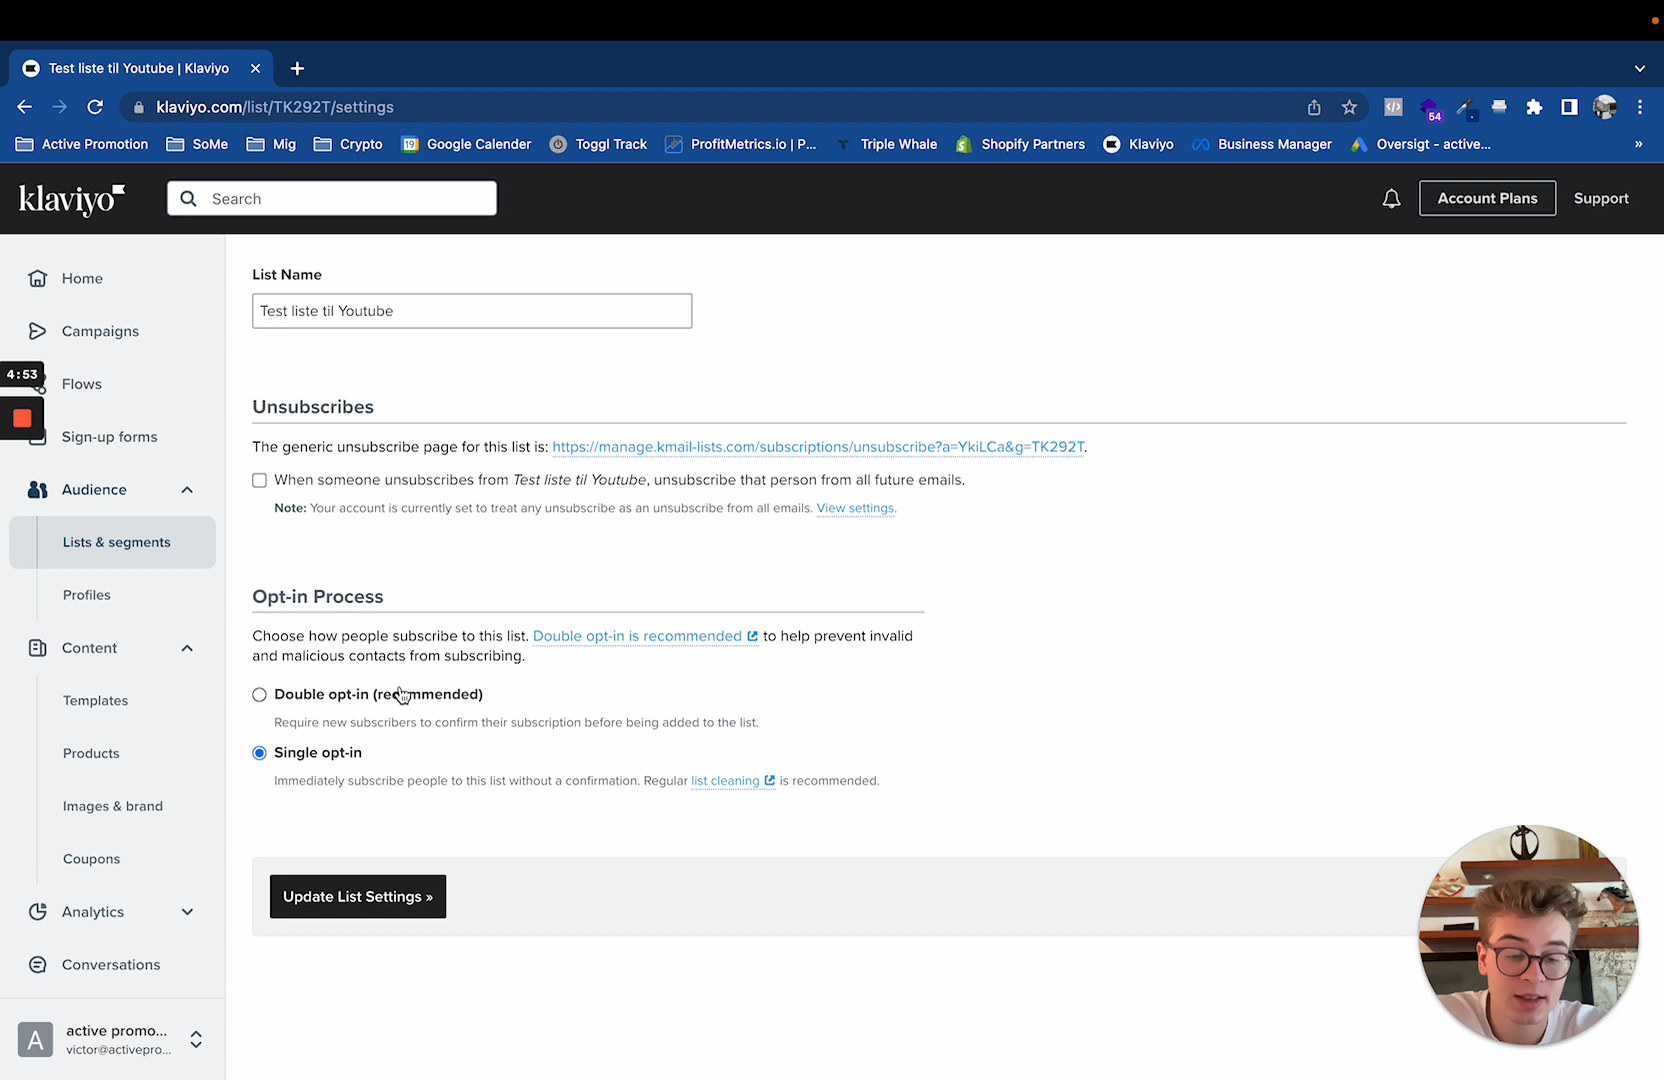 Test liste til Youtube | Klaviyo
klaviyo.com/list/TK292T/settings
54
Active Promotion
SoMe
Mig
Crypto
19
Google Calender
Toggl Track
ProfitMetrics.io | P...
Triple Whale
Shopify Partners
Klaviyo
Business Manager
Oversigt - active...
»
klaviyo
Search
Account Plans
Support
Home
Campaigns
4:53
Flows
Sign-up forms
Audience
Lists & segments
Profiles
Content
Templates
Products
Images & brand
Coupons
Analytics
Conversations
A
active promo...
victor@activepro...
List Name
Test liste til Youtube
Unsubscribes
The generic unsubscribe page for this list is: https://manage.kmail-lists.com/subscriptions/unsubscribe?a=YkiLCa&g=TK292T.
When someone unsubscribes from Test liste til Youtube, unsubscribe that person from all future emails.
Note: Your account is currently set to treat any unsubscribe as an unsubscribe from all emails. View settings.
Opt-in Process
Choose how people subscribe to this list. Double opt-in is recommended to help prevent invalid
and malicious contacts from subscribing.
Double opt-in (recommended)
Require new subscribers to confirm their subscription before being added to the list.
Single opt-in
Immediately subscribe people to this list without a confirmation. Regular list cleaning is recommended.
Update List Settings »